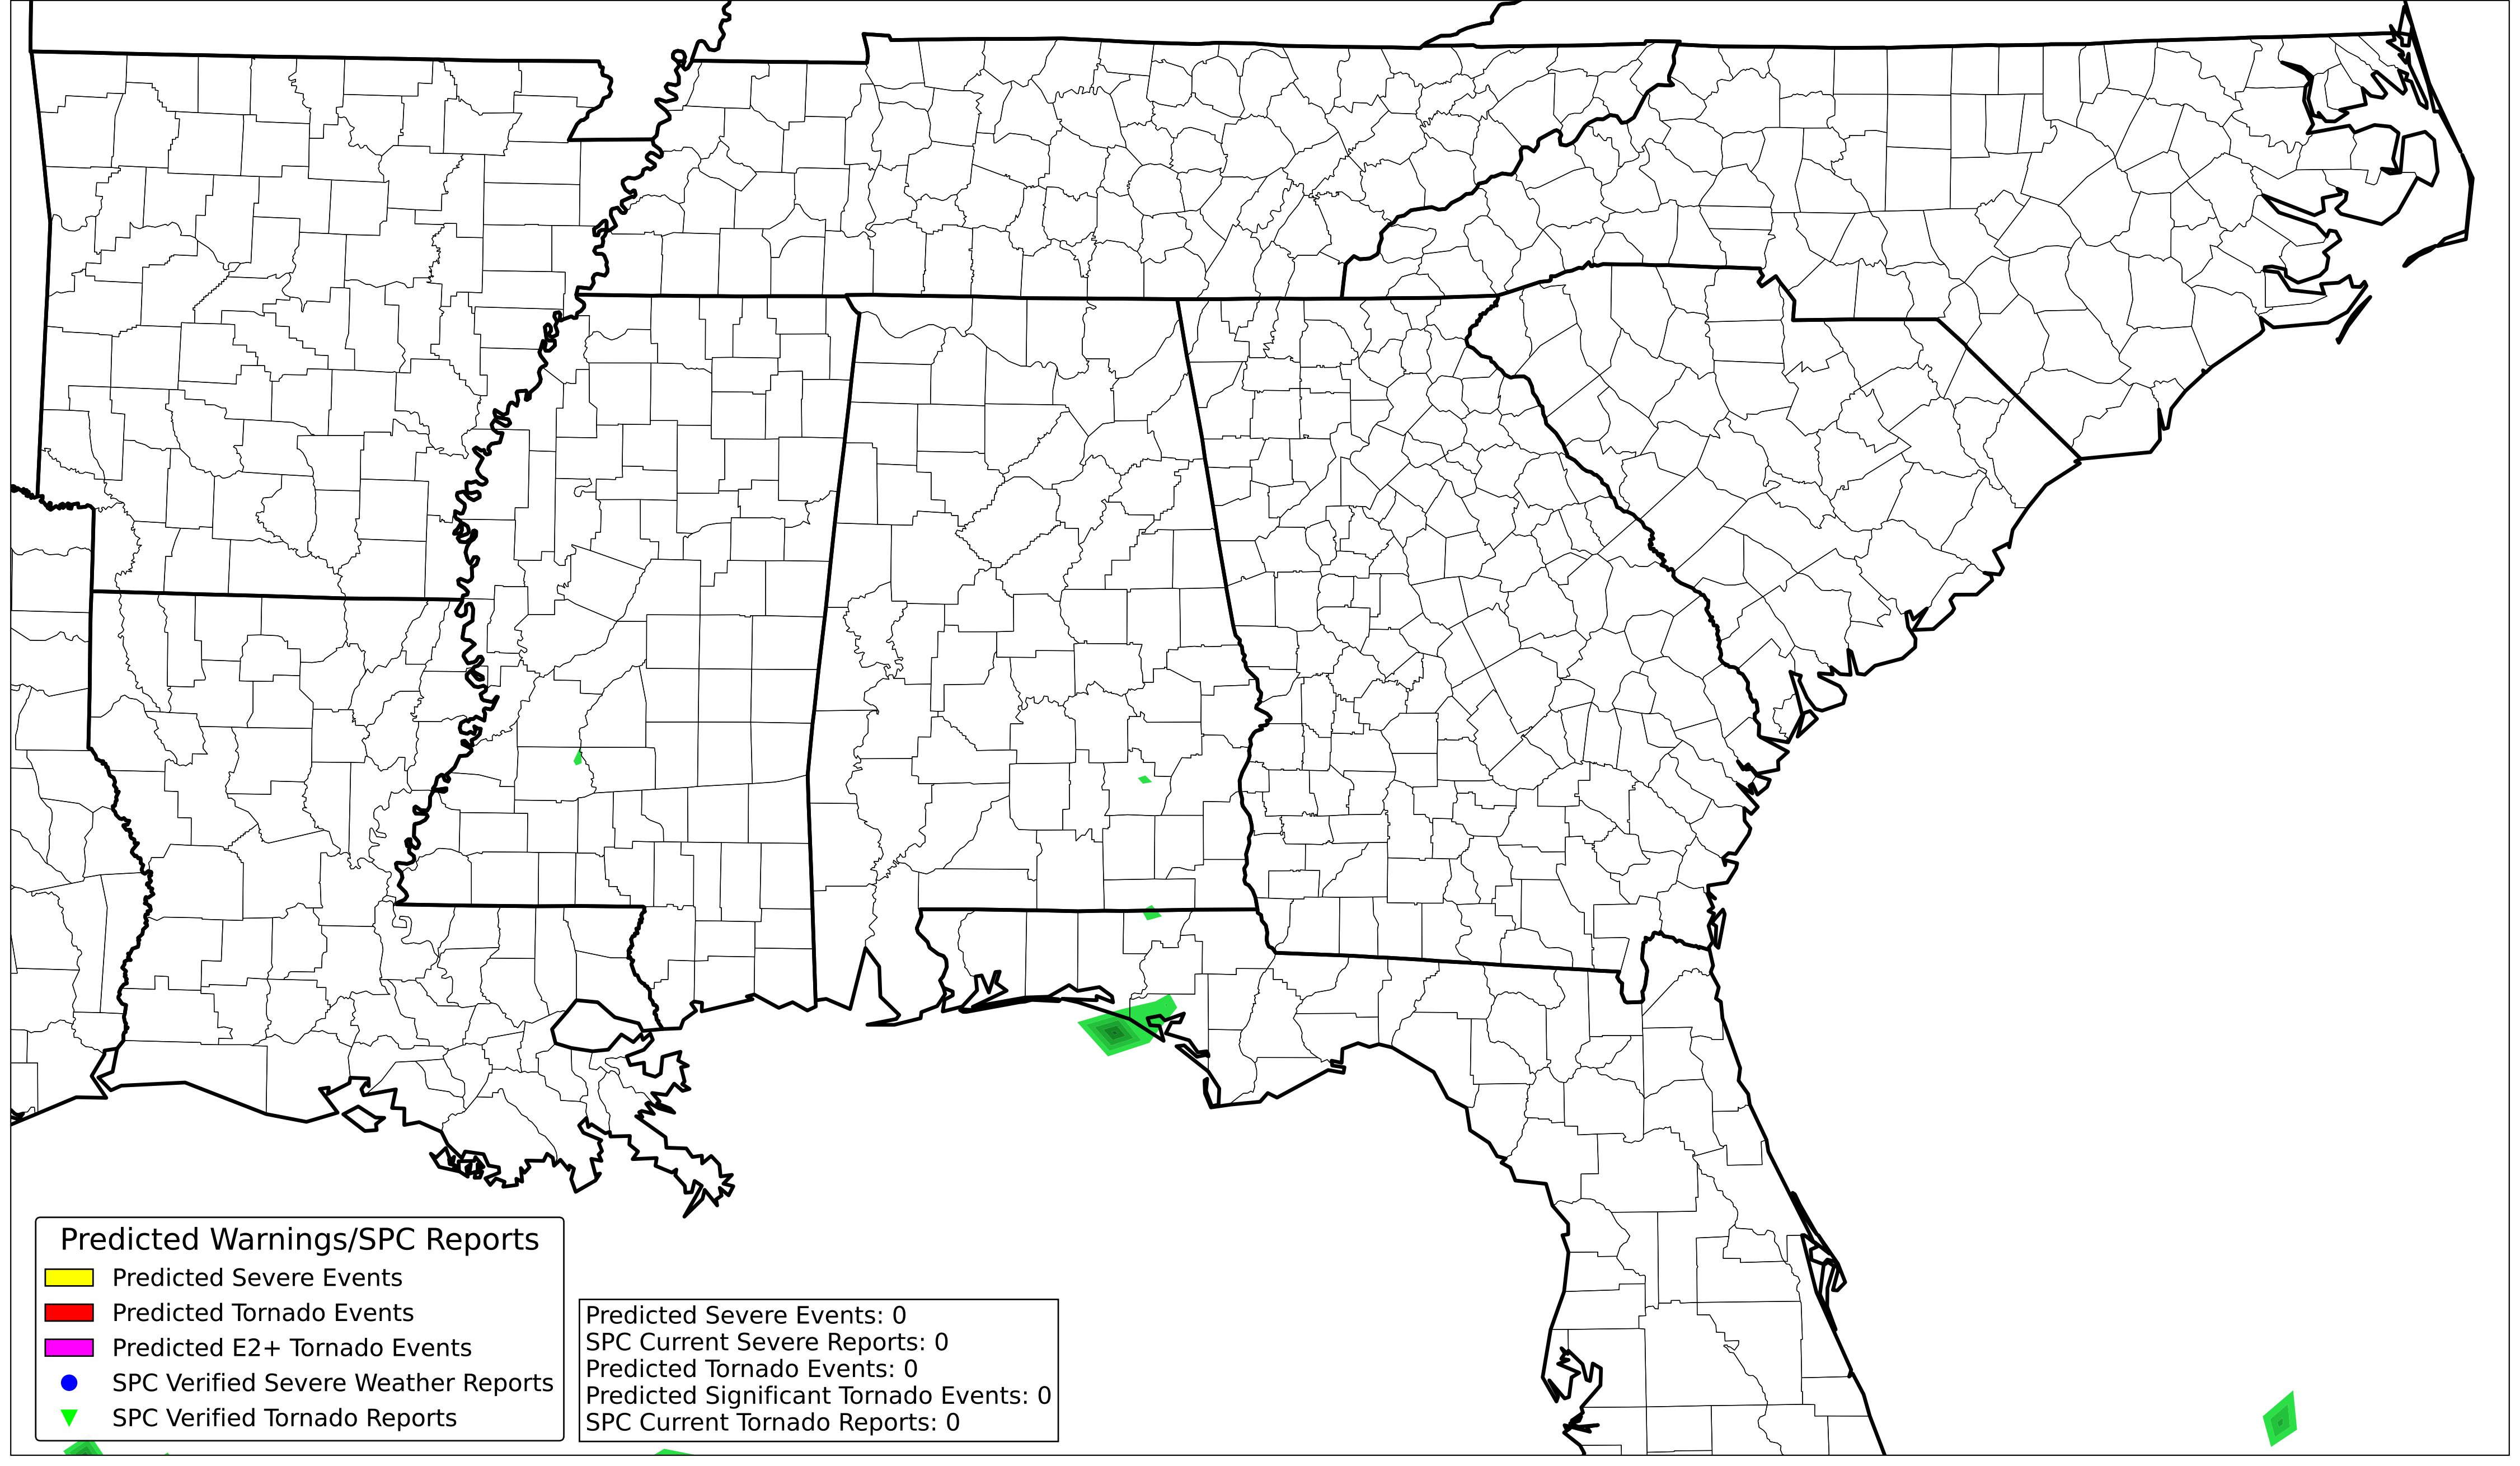 Predicted Warnings/SPC Reports
Predicted Severe Events
Predicted Tornado Events
Predicted E2+ Tornado Events
SPC Verified Severe Weather Reports
SPC Verified Tornado Reports
Predicted Severe Events: 0
SPC Current Severe Reports: 0
Predicted Tornado Events: 0
Predicted Significant Tornado Events: 0
SPC Current Tornado Reports: 0